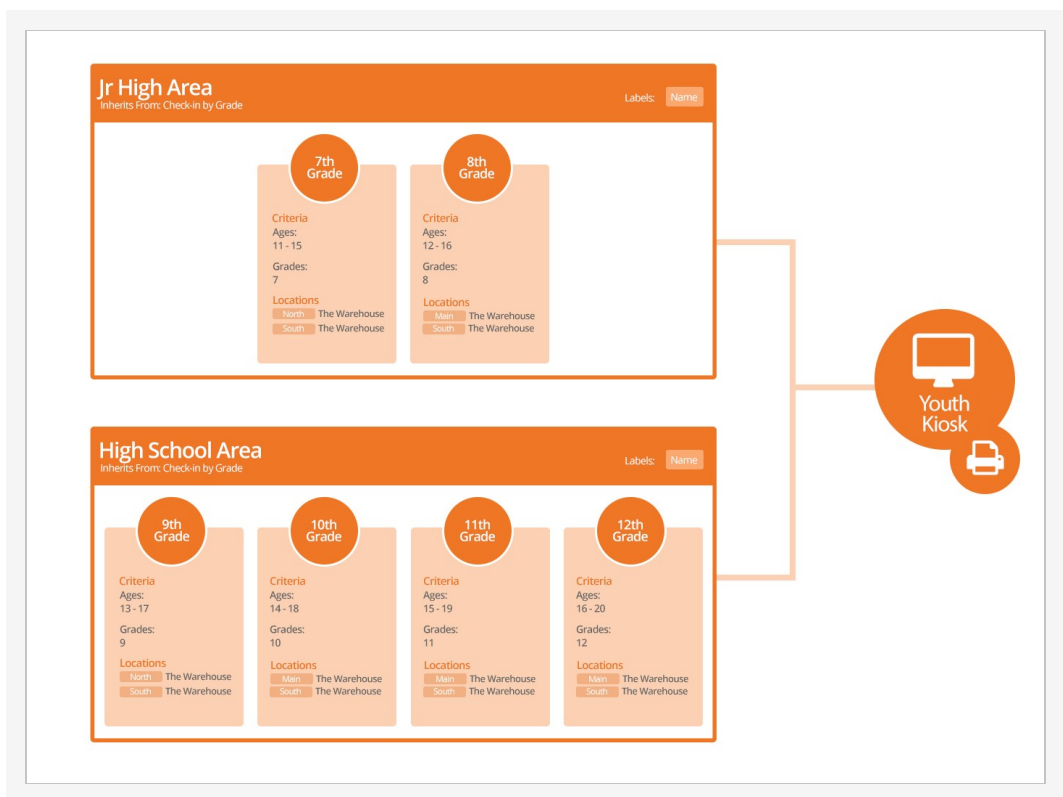 Jr High Area
Inherits From: Check-in by Grade
Labels: Name
7th
Grade
Criteria
Ages:
11 - 15
Grades:
7
Locations
North The Warehouse
South The Warehouse
8th
Grade
Criteria
Ages:
12 - 16
Grades:
8
Locations
Main The Warehouse
South The Warehouse
High School Area
Inherits From: Check-in by Grade
Labels: Name
9th
Grade
Criteria
Ages:
13 - 17
Grades:
9
Locations
North The Warehouse
South The Warehouse
10th
Grade
Criteria
Ages:
14 - 18
Grades:
10
Locations
Main The Warehouse
South The Warehouse
11th
Grade
Criteria
Ages:
15 - 19
Grades:
11
Locations
Main The Warehouse
South The Warehouse
12th
Grade
Criteria
Ages:
16 - 20
Grades:
12
Locations
Main The Warehouse
South The Warehouse
Youth
Kiosk